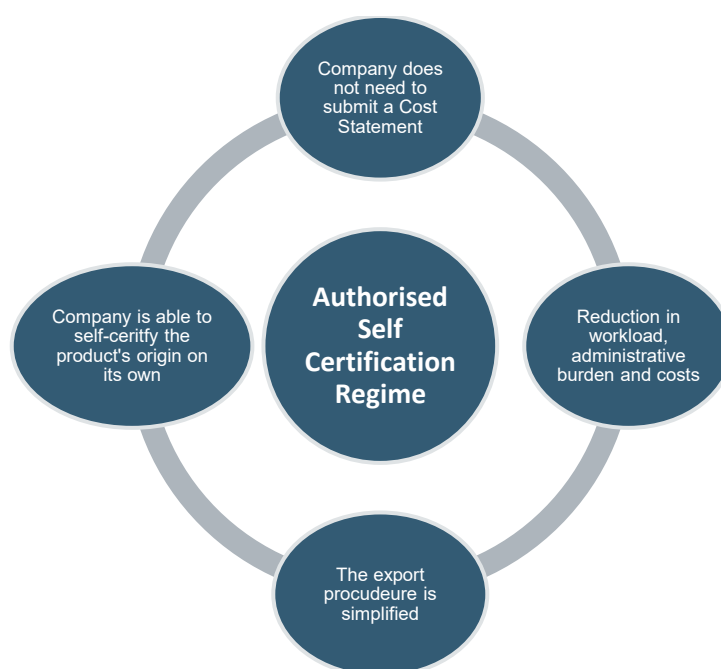 Company does
not need to
submit a Cost
Statement
Company is able to
self-ceritfy the
product's origin on
its own
Authorised
Self
Certification
Regime
Reduction in
workload,
administrative
burden and costs
The export
procudeure is
simplified